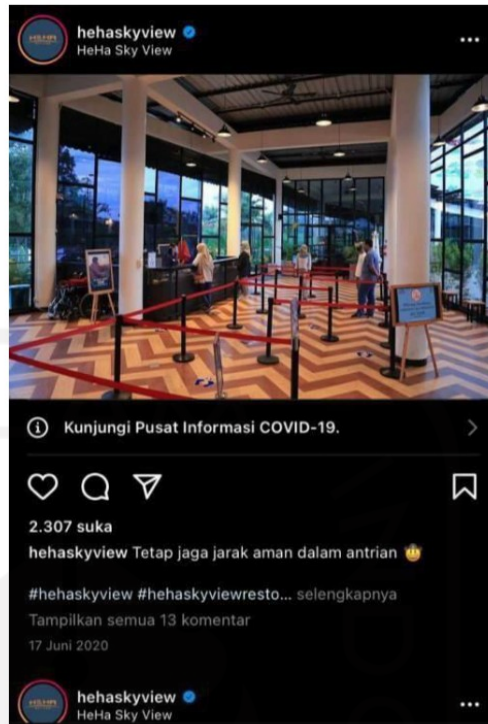 hehaskyview
HeHa Sky View
Kunjungi Pusat Informasi COVID-19.
2.307 suka
hehaskyview Tetap jaga jarak aman dalam antrian
#hehaskyview #hehaskyviewresto... selengkapnya
Tampilkan semua 13 komentar
17 Juni 2020
hehaskyview
HeHa Sky View